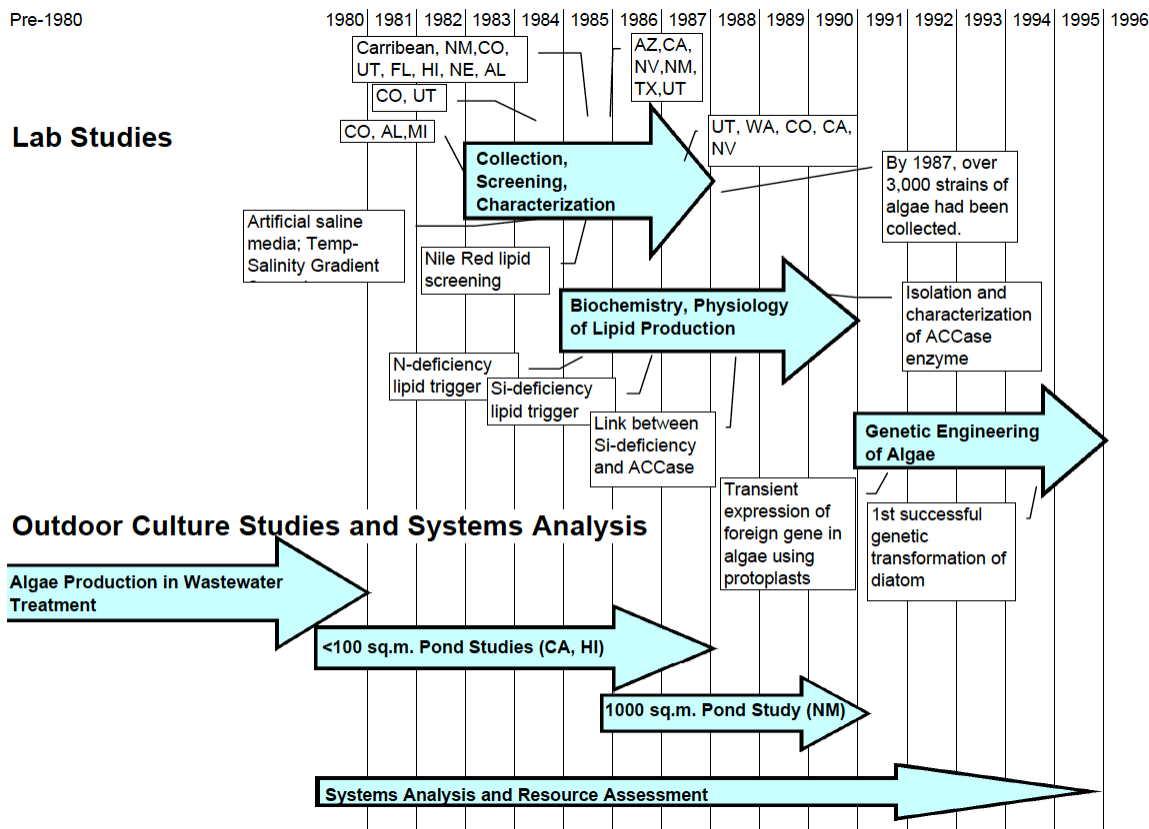 Pre-1980 1980 1981 1982 1983 1984 1985 1986 1987 1988 1989 1990 1991 1992 1993 1994 1995 1996
Carribean, NM,CO,
UT, FL, HI, NE, AL
AZ,CA,
NV,NM,
TX,UT
CO, UT
CO, AL,MI
UT, WA, CO, CA,
NV
Lab Studies
Collection,
Screening,
Characterization
By 1987, over
3,000 strains of
algae had been
collected.
Artificial saline
media; Temp-
Salinity Gradient
Nile Red lipid
screening
Biochemistry, Physiology
of Lipid Production
Isolation and
characterization
of ACCase
enzyme
N-deficiency
lipid trigger
Si-deficiency
lipid trigger
Link between
Si-deficiency
and ACCase
Genetic Engineering
of Algae
Transient
expression of
foreign gene in
algae using
protoplasts
1st successful
genetic
transformation of
diatom
Outdoor Culture Studies and Systems Analysis
Algae Production in Wastewater
Treatment
<100 sq.m. Pond Studies (CA, HI)
1000 sq.m. Pond Study (NM)
Systems Analysis and Resource Assessment